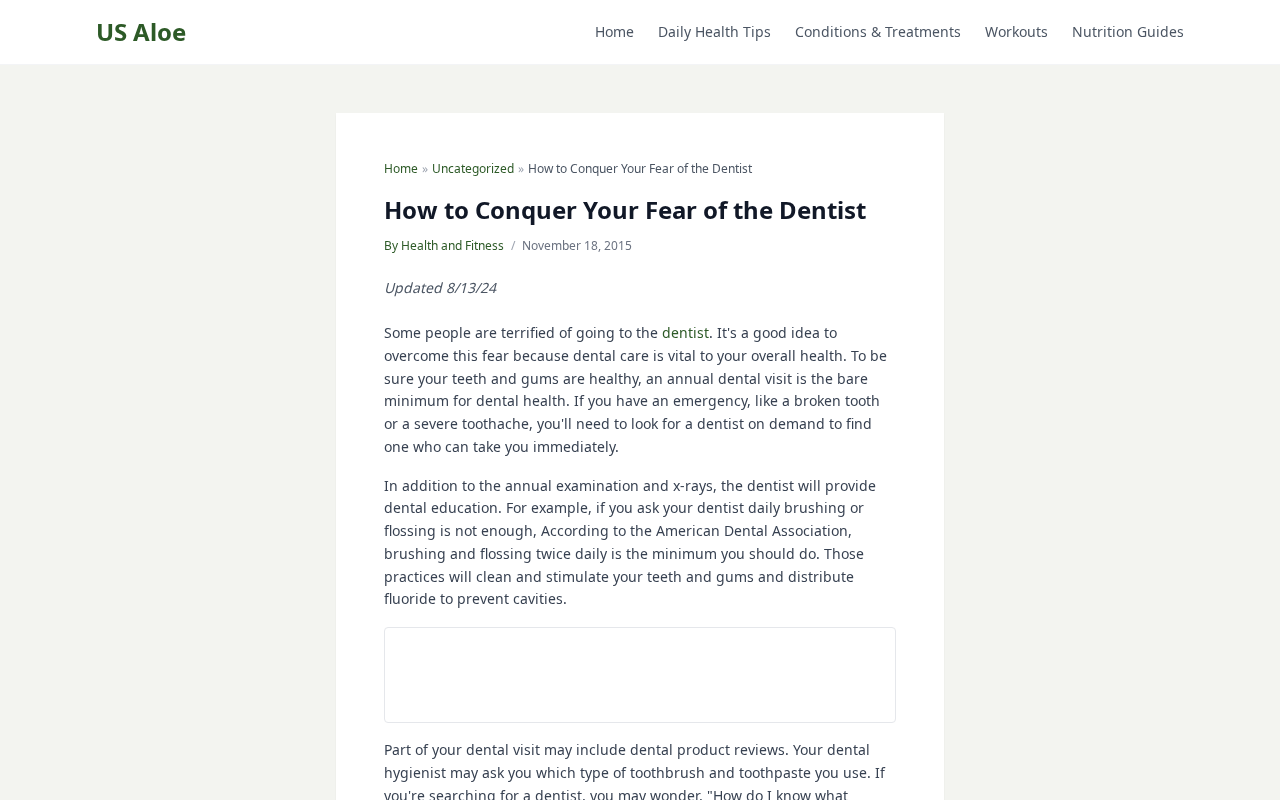 US Aloe
Home
Daily Health Tips
Conditions & Treatments
Workouts
Nutrition Guides
Home » Uncategorized » How to Conquer Your Fear of the Dentist
How to Conquer Your Fear of the Dentist
By Health and Fitness / November 18, 2015
Updated 8/13/24
Some people are terrified of going to the dentist. It's a good idea to
overcome this fear because dental care is vital to your overall health. To be
sure your teeth and gums are healthy, an annual dental visit is the bare
minimum for dental health. If you have an emergency, like a broken tooth
or a severe toothache, you'll need to look for a dentist on demand to find
one who can take you immediately.
In addition to the annual examination and x-rays, the dentist will provide
dental education. For example, if you ask your dentist daily brushing or
flossing is not enough, According to the American Dental Association,
brushing and flossing twice daily is the minimum you should do. Those
practices will clean and stimulate your teeth and gums and distribute
fluoride to prevent cavities.
Part of your dental visit may include dental product reviews. Your dental
hygienist may ask you which type of toothbrush and toothpaste you use. If
you're searching for a dentist, you may wonder, "How do I know what